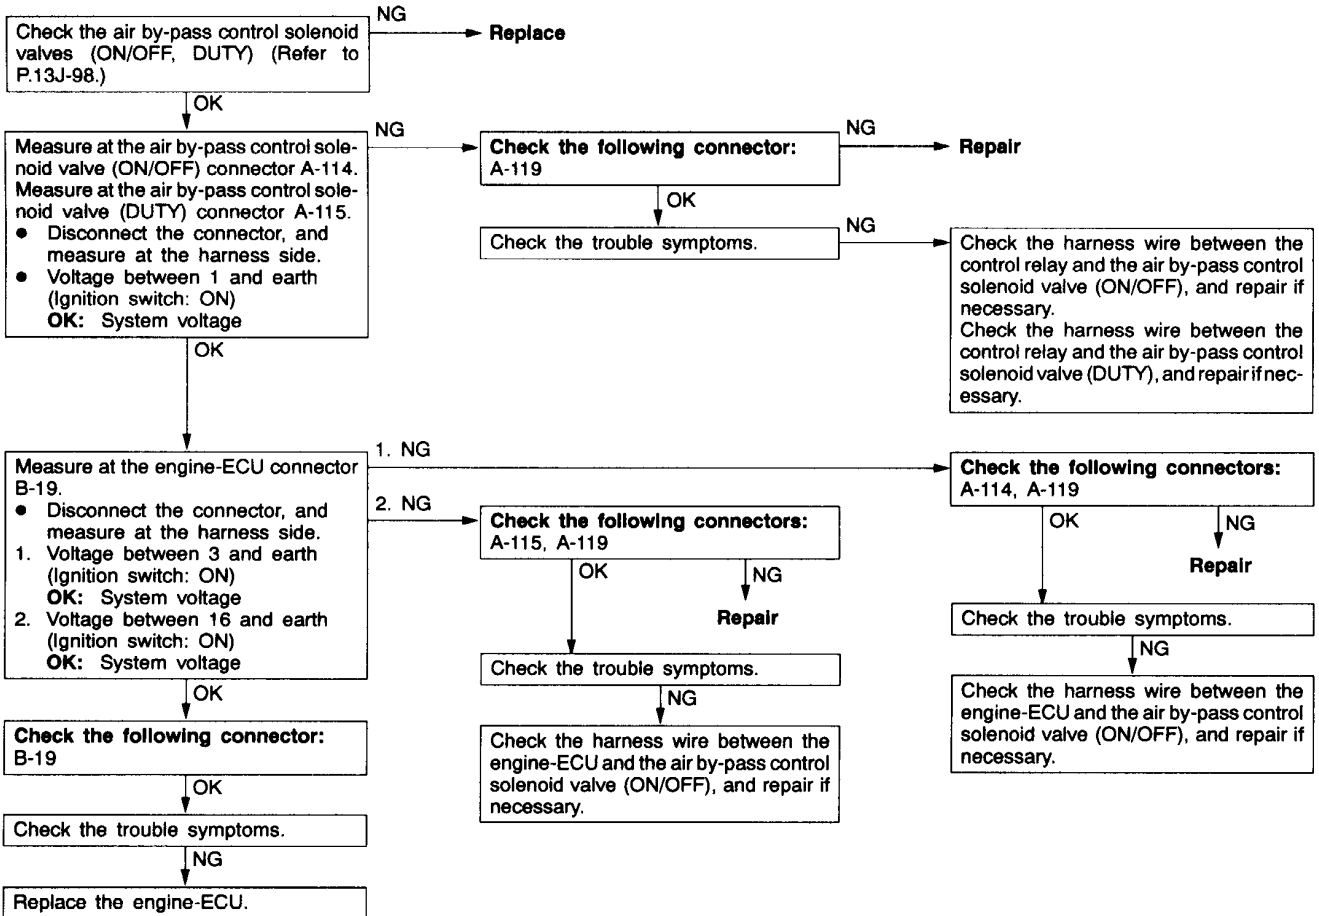 Check the air by-pass control solenoid
valves (ON/OFF, DUTY) (Refer to
P.13J-98.)
NG
Replace
OK
Measure at the air by-pass control sole-
noid valve (ON/OFF) connector A-114.
Measure at the air by-pass control sole-
noid valve (DUTY) connector A-115.
● Disconnect the connector, and
measure at the harness side.
● Voltage between 1 and earth
(Ignition switch: ON)
OK: System voltage
NG
Check the following connector:
A-119
NG
Repair
OK
Check the trouble symptoms.
NG
Check the harness wire between the
control relay and the air by-pass control
solenoid valve (ON/OFF), and repair if
necessary.
Check the harness wire between the
control relay and the air by-pass control
solenoid valve (DUTY), and repair if nec-
essary.
OK
Measure at the engine-ECU connector
B-19.
● Disconnect the connector, and
measure at the harness side.
1. Voltage between 3 and earth
(Ignition switch: ON)
OK: System voltage
2. Voltage between 16 and earth
(Ignition switch: ON)
OK: System voltage
1. NG
Check the following connectors:
A-114, A-119
OK
NG
Repair
Check the trouble symptoms.
NG
Check the harness wire between the
engine-ECU and the air by-pass control
solenoid valve (ON/OFF), and repair if
necessary.
2. NG
Check the following connectors:
A-115, A-119
OK
NG
Repair
Check the trouble symptoms.
NG
Check the harness wire between the
engine-ECU and the air by-pass control
solenoid valve (ON/OFF), and repair if
necessary.
OK
Check the following connector:
B-19
OK
Check the trouble symptoms.
NG
Replace the engine-ECU.